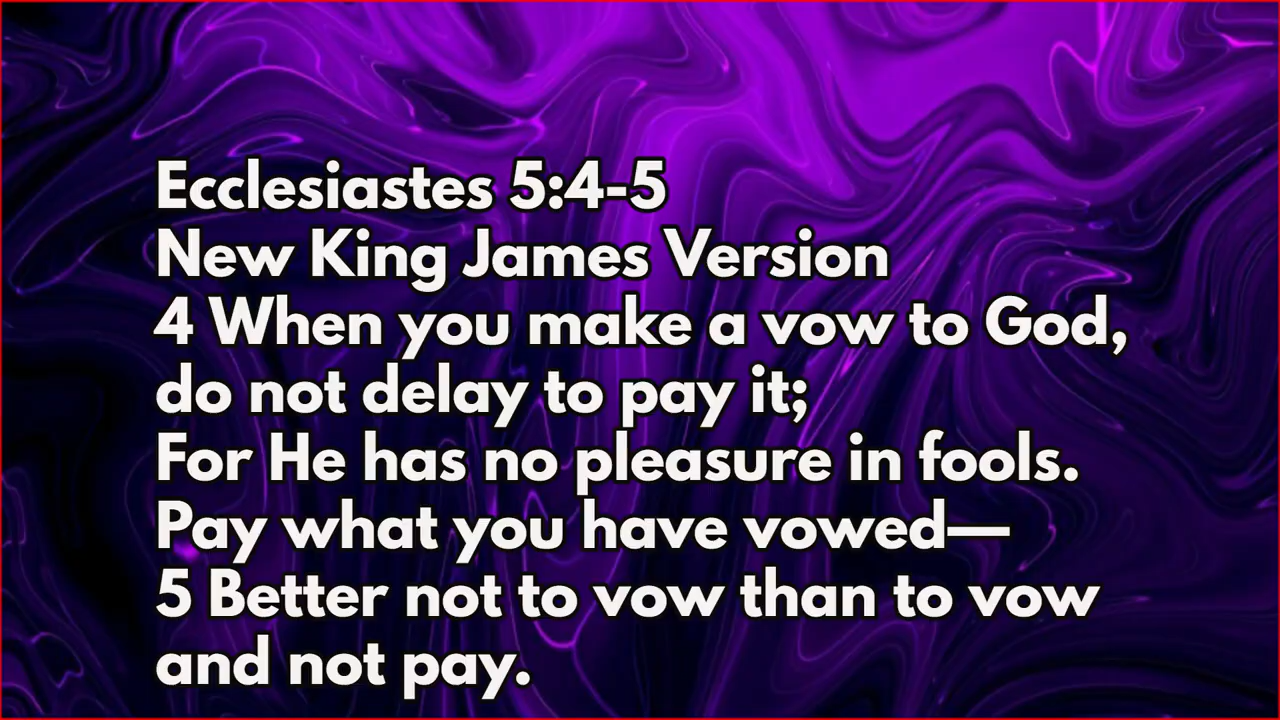 Ecclesiastes 5:4-5
New King James Version
4 When you make a vow to God,
do not delay to pay it;
For He has no pleasure in fools.
Pay what you have vowed—
5 Better not to vow than to vow
and not pay.